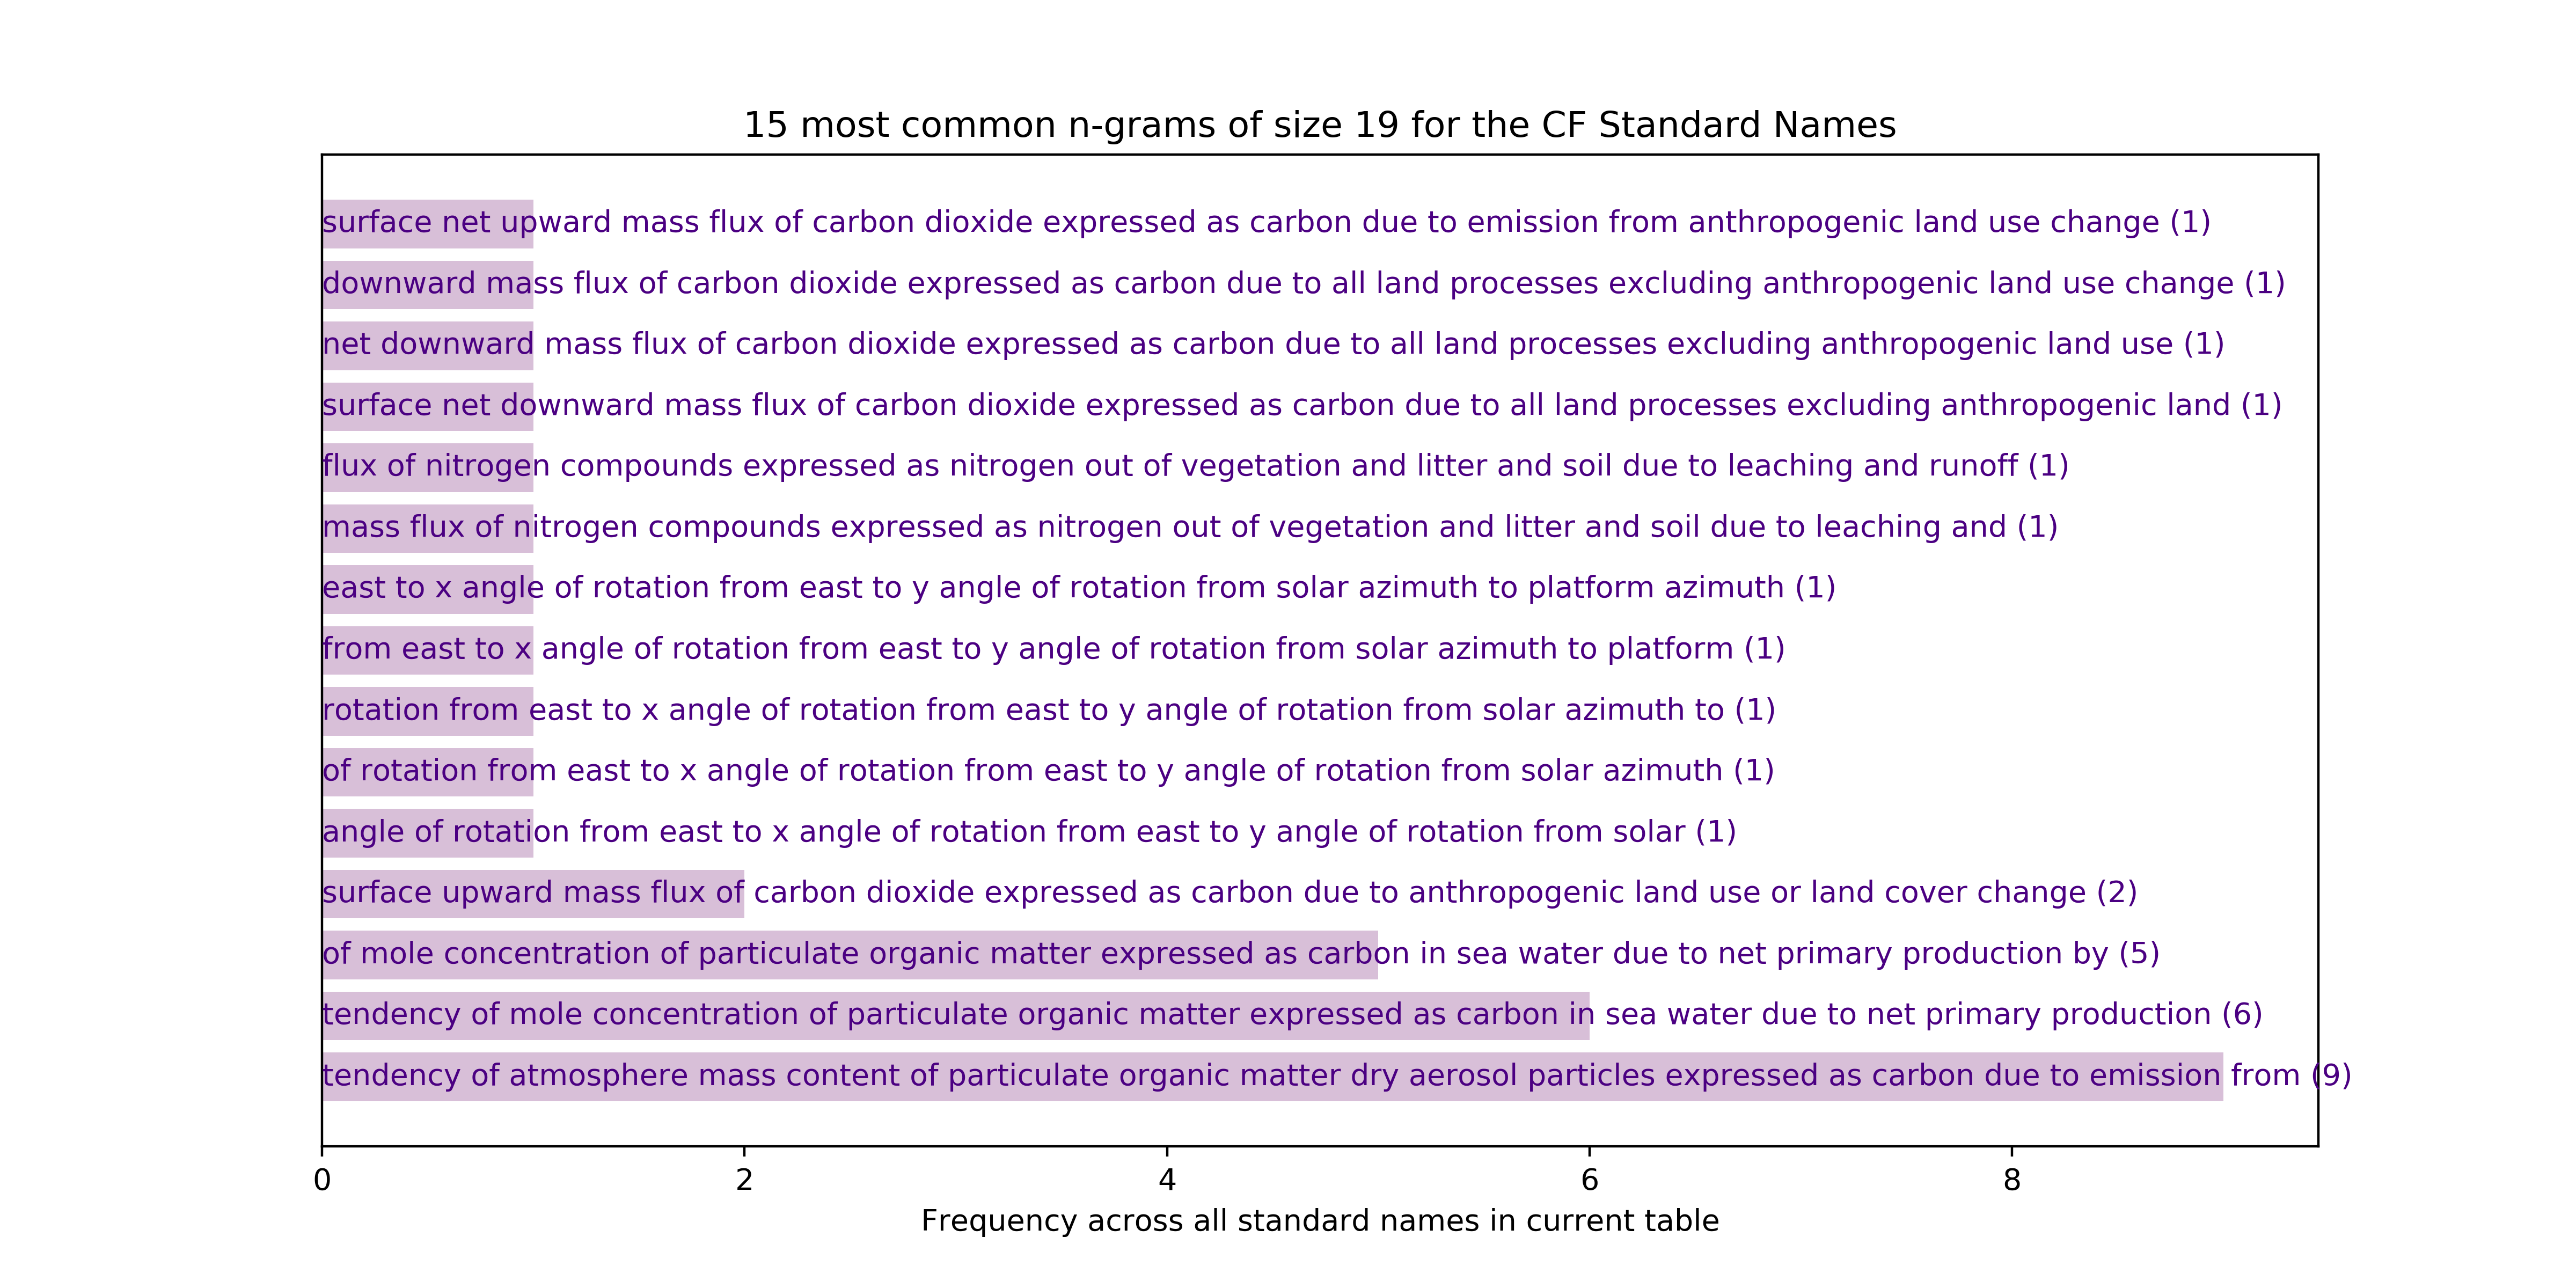 15 most common n-grams of size 19 for the CF Standard Names
surface net upward mass flux of carbon dioxide expressed as carbon due to emission from anthropogenic land use change (1)
downward mass flux of carbon dioxide expressed as carbon due to all land processes excluding anthropogenic land use change (1)
net downward mass flux of carbon dioxide expressed as carbon due to all land processes excluding anthropogenic land use (1)
surface net downward mass flux of carbon dioxide expressed as carbon due to all land processes excluding anthropogenic land (1)
flux of nitrogen compounds expressed as nitrogen out of vegetation and litter and soil due to leaching and runoff (1)
mass flux of nitrogen compounds expressed as nitrogen out of vegetation and litter and soil due to leaching and (1)
east to x angle of rotation from east to y angle of rotation from solar azimuth to platform azimuth (1)
from east to x angle of rotation from east to y angle of rotation from solar azimuth to platform (1)
rotation from east to x angle of rotation from east to y angle of rotation from solar azimuth to (1)
of rotation from east to x angle of rotation from east to y angle of rotation from solar azimuth (1)
angle of rotation from east to x angle of rotation from east to y angle of rotation from solar (1)
surface upward mass flux of carbon dioxide expressed as carbon due to anthropogenic land use or land cover change (2)
of mole concentration of particulate organic matter expressed as carbon in sea water due to net primary production by (5)
tendency of mole concentration of particulate organic matter expressed as carbon in sea water due to net primary production (6)
tendency of atmosphere mass content of particulate organic matter dry aerosol particles expressed as carbon due to emission from (9)
0 2 4 6 8
Frequency across all standard names in current table